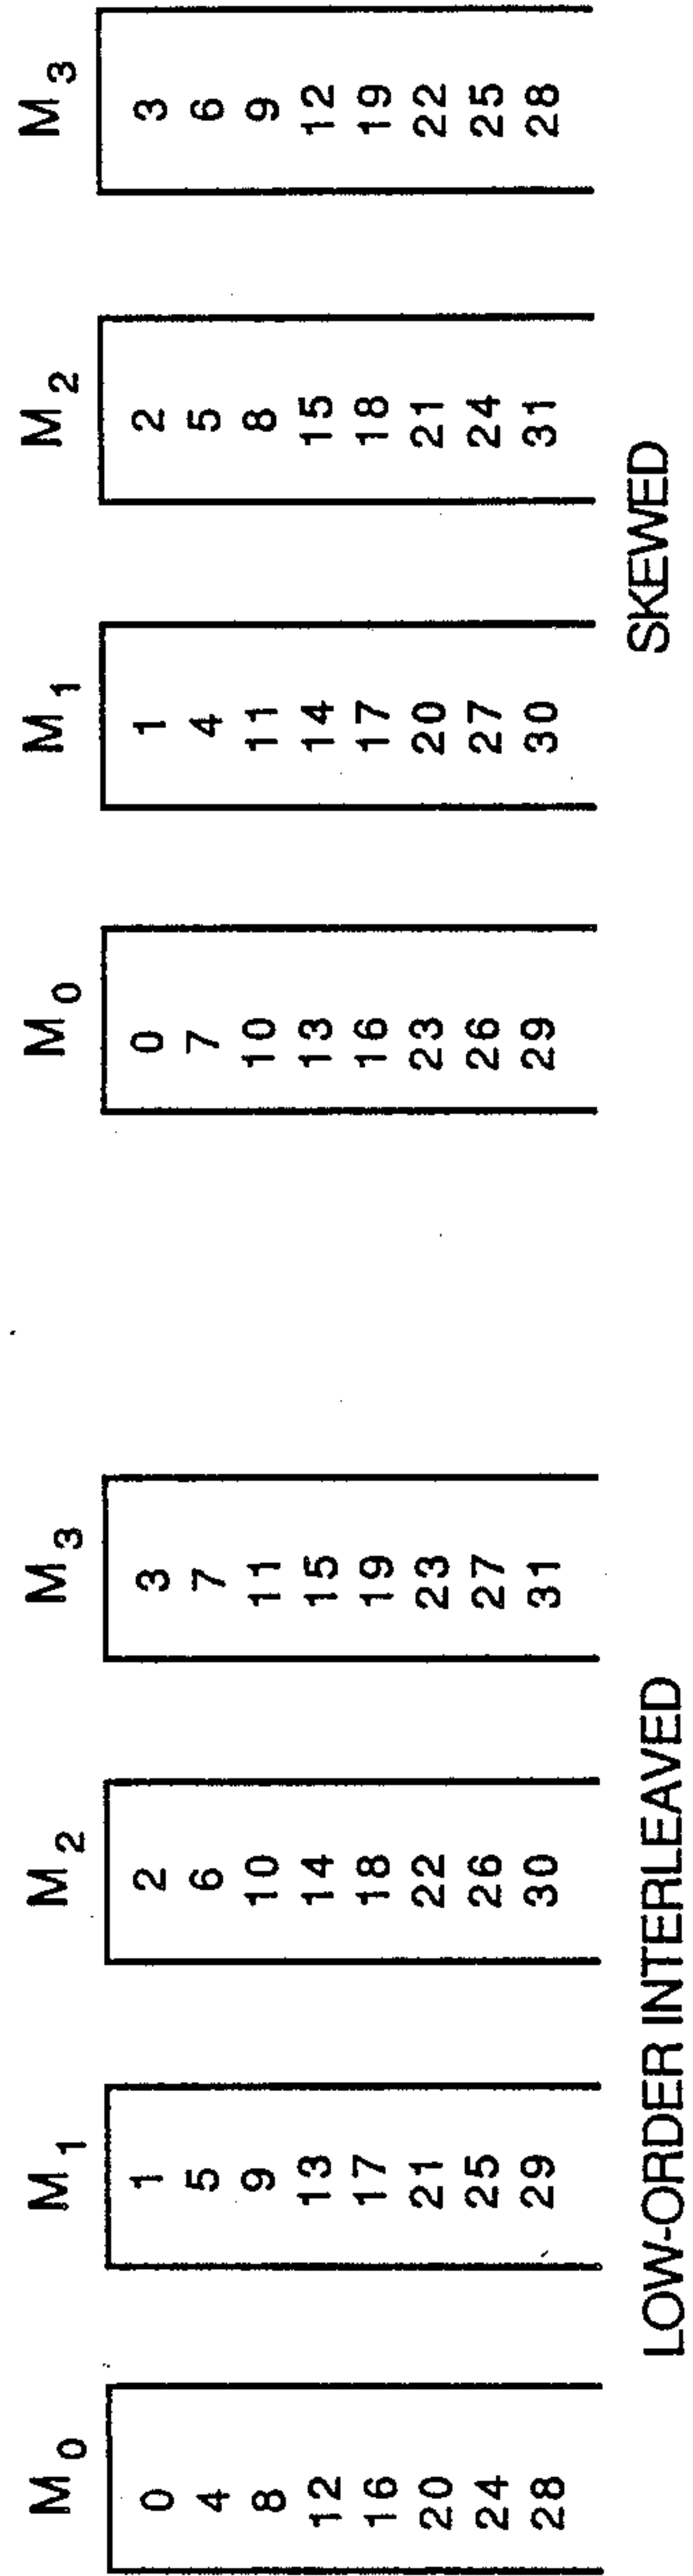 M0 M1 M2 M3
0 1 2 3
4 5 6 7
8 9 10 11
12 13 14 15
16 17 18 19
20 21 22 23
24 25 26 27
28 29 30 31
LOW-ORDER INTERLEAVED
M0 M1 M2 M3
0 1 2 3
7 4 5 6
10 11 8 9
13 14 15 12
16 17 18 19
23 20 21 22
26 27 24 25
29 30 31 28
SKEWED